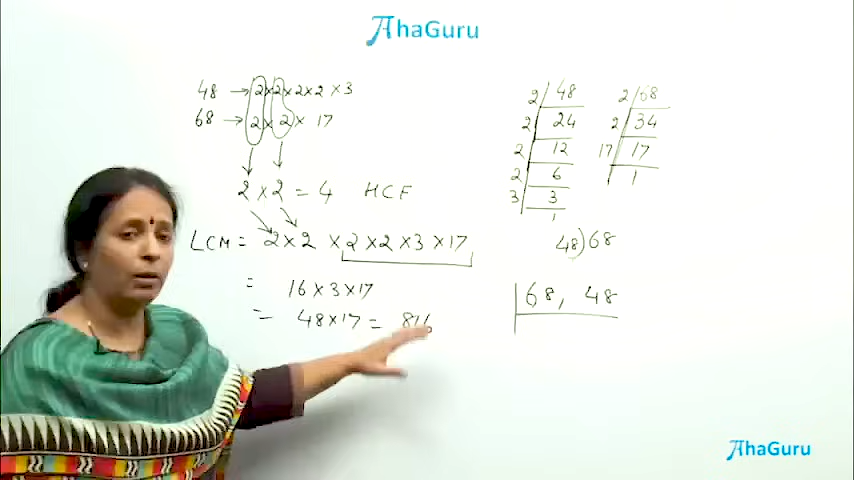 AhaGuru
48 → 2×2×2×2×3
68 → 2×2×17
2×2 = 4 HCF
LCM = 2×2 ×2×2×3×17
= 16×3×17
= 48×17 = 816
2 48
2 24
2 12
2 6
3 3
1
2 68
2 34
17 17
1
48)68
68, 48
AhaGuru